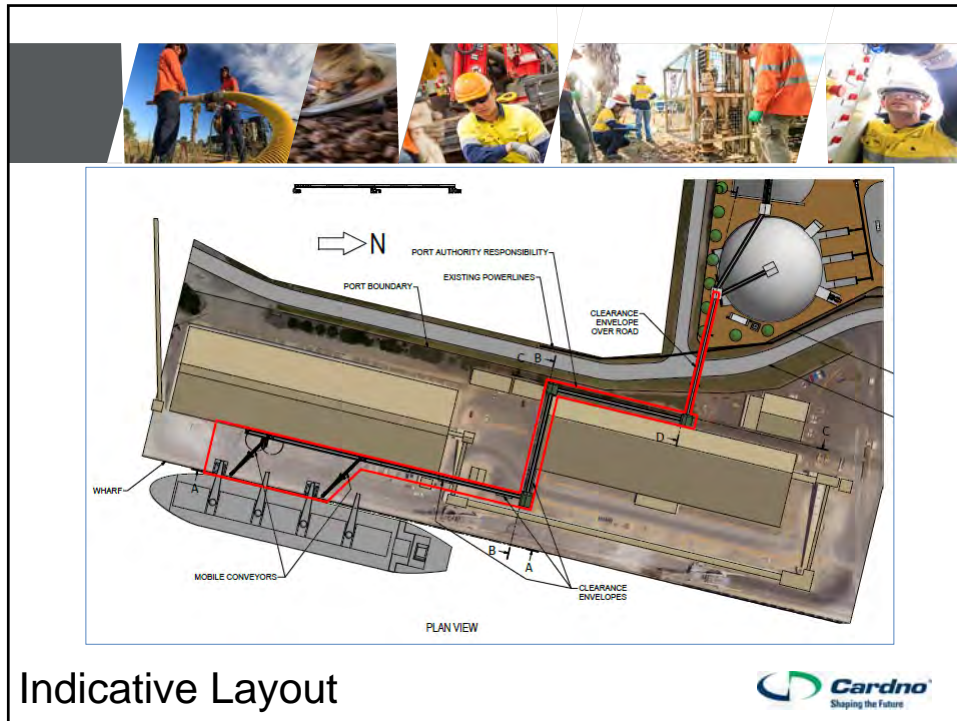 N
PORT AUTHORITY RESPONSIBILITY
EXISTING POWERLINES
PORT BOUNDARY
CLEARANCE
ENVELOPE
OVER ROAD
C B
D
C
WHARF
A
B
A
MOBILE CONVEYORS
CLEARANCE
ENVELOPES
PLAN VIEW
Indicative Layout
Cardno®
Shaping the Future